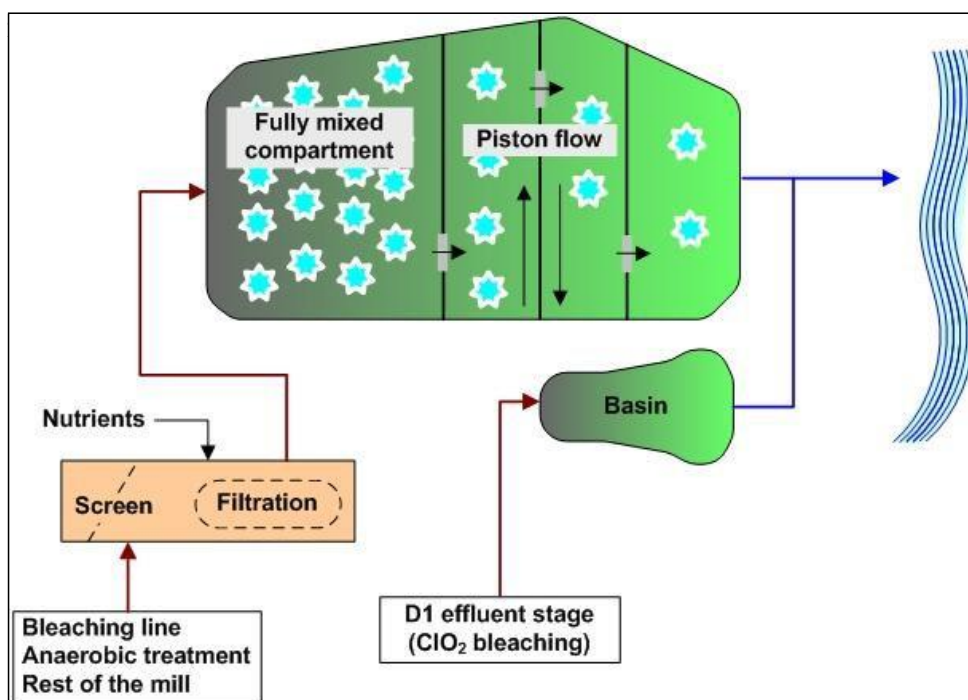 Fully mixed
compartment
Piston flow
Basin
Nutrients
Screen
Filtration
D1 effluent stage
(ClO₂ bleaching)
Bleaching line
Anaerobic treatment
Rest of the mill